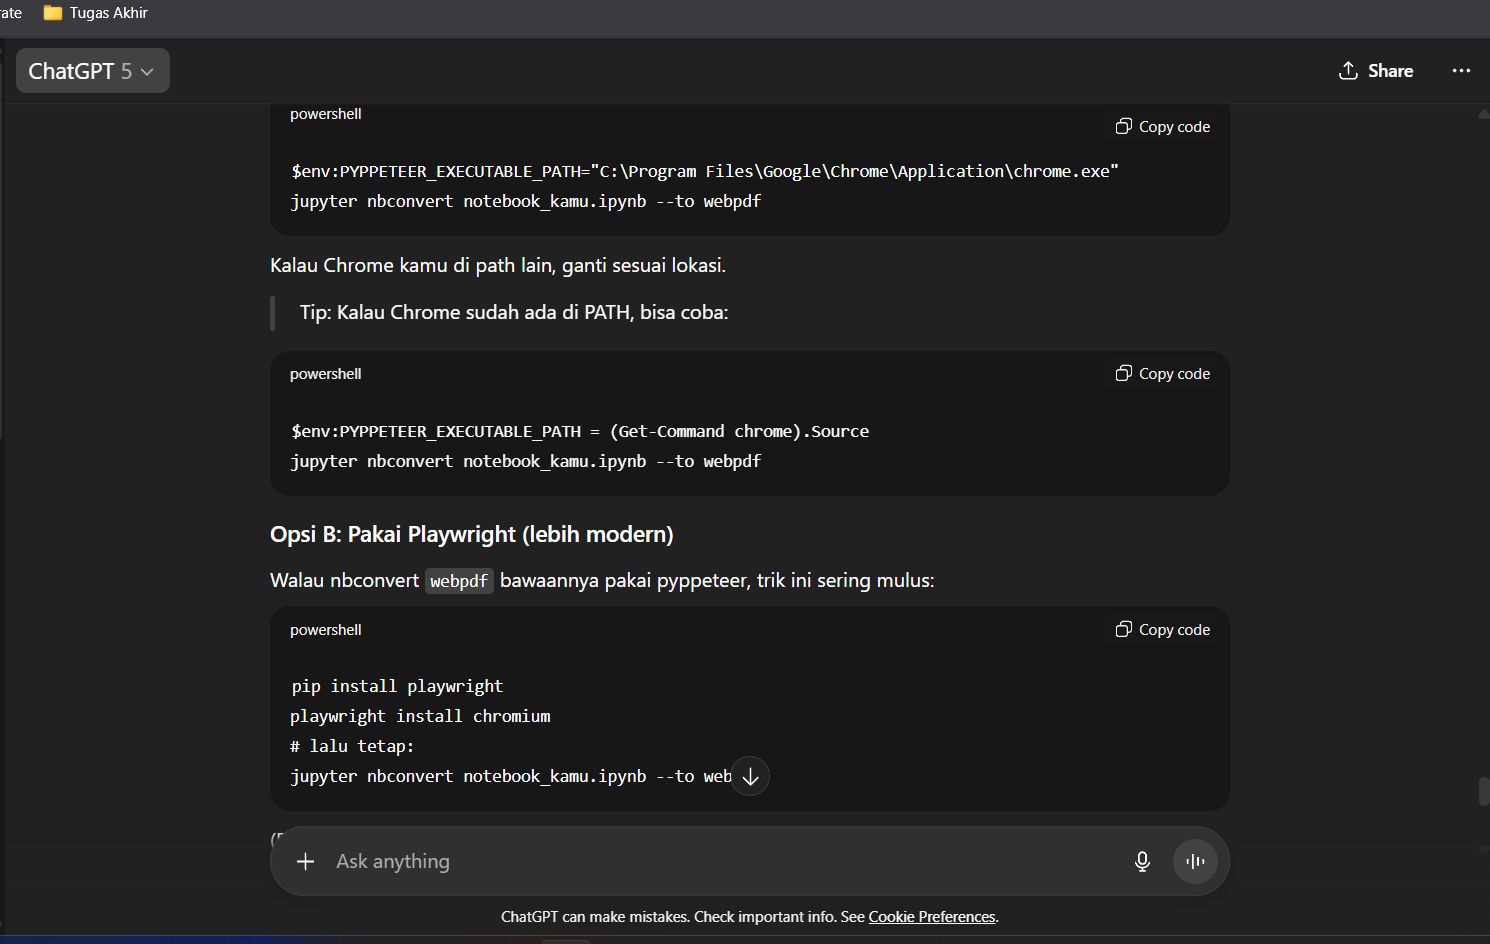 ate Tugas Akhir
ChatGPT 5
Share
powershell
Copy code
$env:PYPPETEER_EXECUTABLE_PATH="C:\Program Files\Google\Chrome\Application\chrome.exe"
jupyter nbconvert notebook_kamu.ipynb --to webpdf
Kalau Chrome kamu di path lain, ganti sesuai lokasi.
Tip: Kalau Chrome sudah ada di PATH, bisa coba:
powershell
Copy code
$env:PYPPETEER_EXECUTABLE_PATH = (Get-Command chrome).Source
jupyter nbconvert notebook_kamu.ipynb --to webpdf
Opsi B: Pakai Playwright (lebih modern)
Walau nbconvert webpdf bawaannya pakai pyppeteer, trik ini sering mulus:
powershell
Copy code
pip install playwright
playwright install chromium
# lalu tetap:
jupyter nbconvert notebook_kamu.ipynb --to web
Ask anything
ChatGPT can make mistakes. Check important info. See Cookie Preferences.